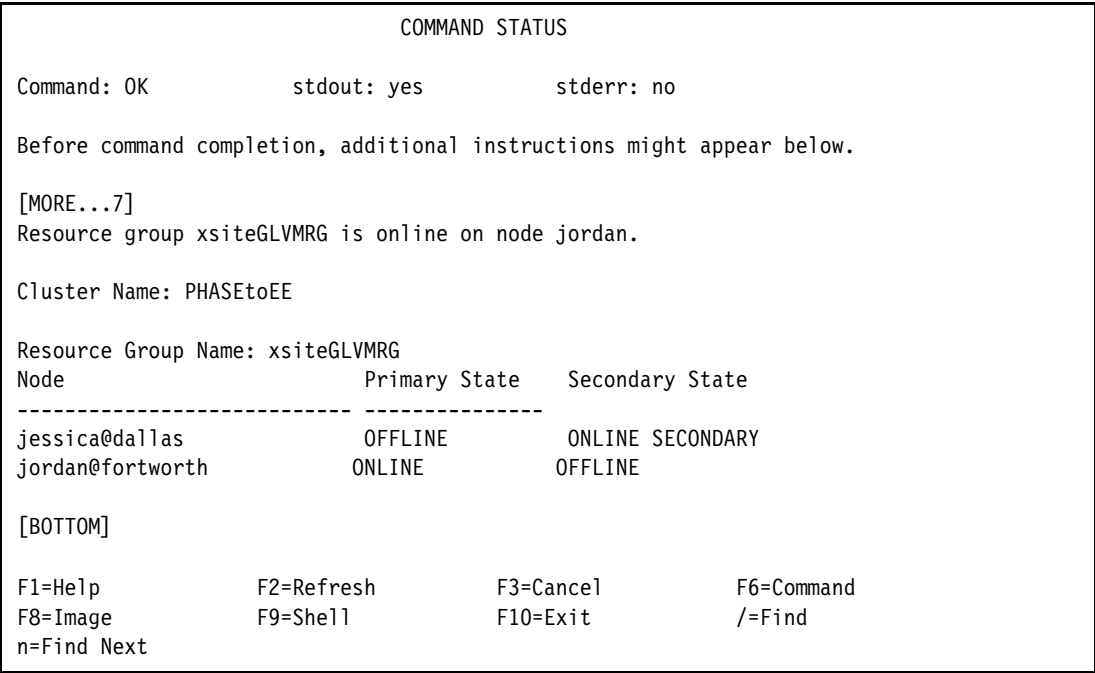 COMMAND STATUS
Command: OK stdout: yes stderr: no
Before command completion, additional instructions might appear below.
[MORE...7]
Resource group xsiteGLVMRG is online on node jordan.
Cluster Name: PHASEtoEE
Resource Group Name: xsiteGLVMRG
Node Primary State Secondary State
---------------------------- ---------------
jessica@dallas OFFLINE ONLINE SECONDARY
jordan@fortworth ONLINE OFFLINE
[BOTTOM]
F1=Help F2=Refresh F3=Cancel F6=Command
F8=Image F9=Shell F10=Exit /=Find
n=Find Next